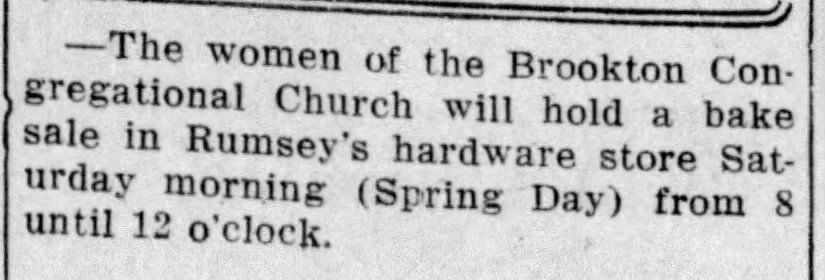 —The women of the Brookton Con-
gregational Church will hold a bake
sale in Rumsey's hardware store Sat-
urday morning (Spring Day) from 8
until 12 o'clock.